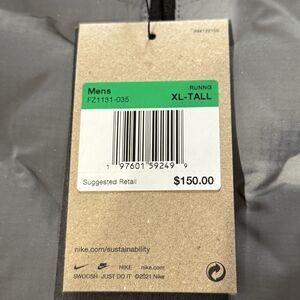 Mens
RUNNG
FZ1131-035
XL-TALL
1 97601 59249 9
Suggested Retail
$150.00
nike.com/sustainability
NIKE nike.com
SWOOSH JUST DO IT ©2021 Nike